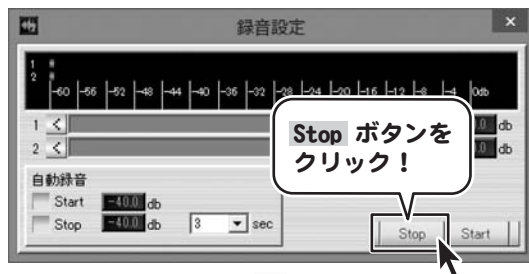 録音設定
1
2
-60 -56 -52 -48 -44 -40 -36 -32 -28 -24 -20 -16 -12 -8 -4 0db
1 < .0 db
2 < .0 db
Stop ボタンを
クリック！
自動録音
Start -40.0 db
Stop -40.0 db 3 sec
Stop Start